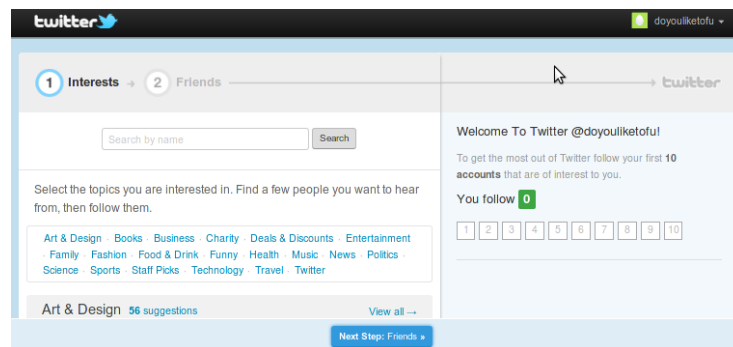 twitter
doyouliketofu
1 Interests → 2 Friends → twitter
Search by name Search
Select the topics you are interested in. Find a few people you want to hear
from, then follow them.
Art & Design · Books · Business · Charity · Deals & Discounts · Entertainment
· Family · Fashion · Food & Drink · Funny · Health · Music · News · Politics ·
Science · Sports · Staff Picks · Technology · Travel · Twitter
Art & Design 56 suggestions View all →
Welcome To Twitter @doyouliketofu!
To get the most out of Twitter follow your first 10
accounts that are of interest to you.
You follow 0
1 2 3 4 5 6 7 8 9 10
Next Step: Friends »